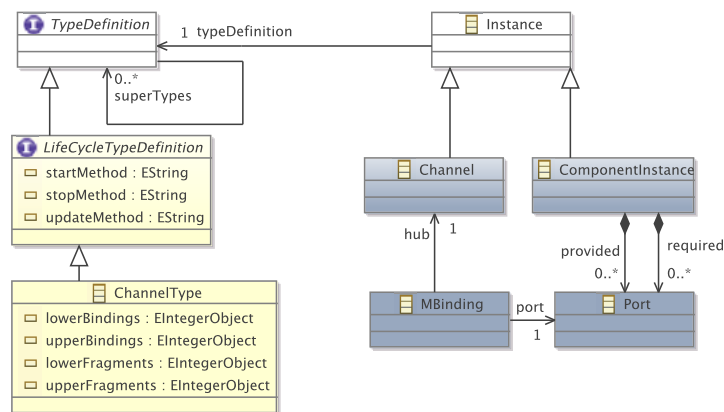 TypeDefinition
1 typeDefinition
Instance
0..*
superTypes
LifeCycleTypeDefinition
startMethod : EString
stopMethod : EString
updateMethod : EString
Channel
ComponentInstance
hub
1
provided
required
0..*
0..*
ChannelType
lowerBindings : EIntegerObject
upperBindings : EIntegerObject
lowerFragments : EIntegerObject
upperFragments : EIntegerObject
MBinding
port
1
Port